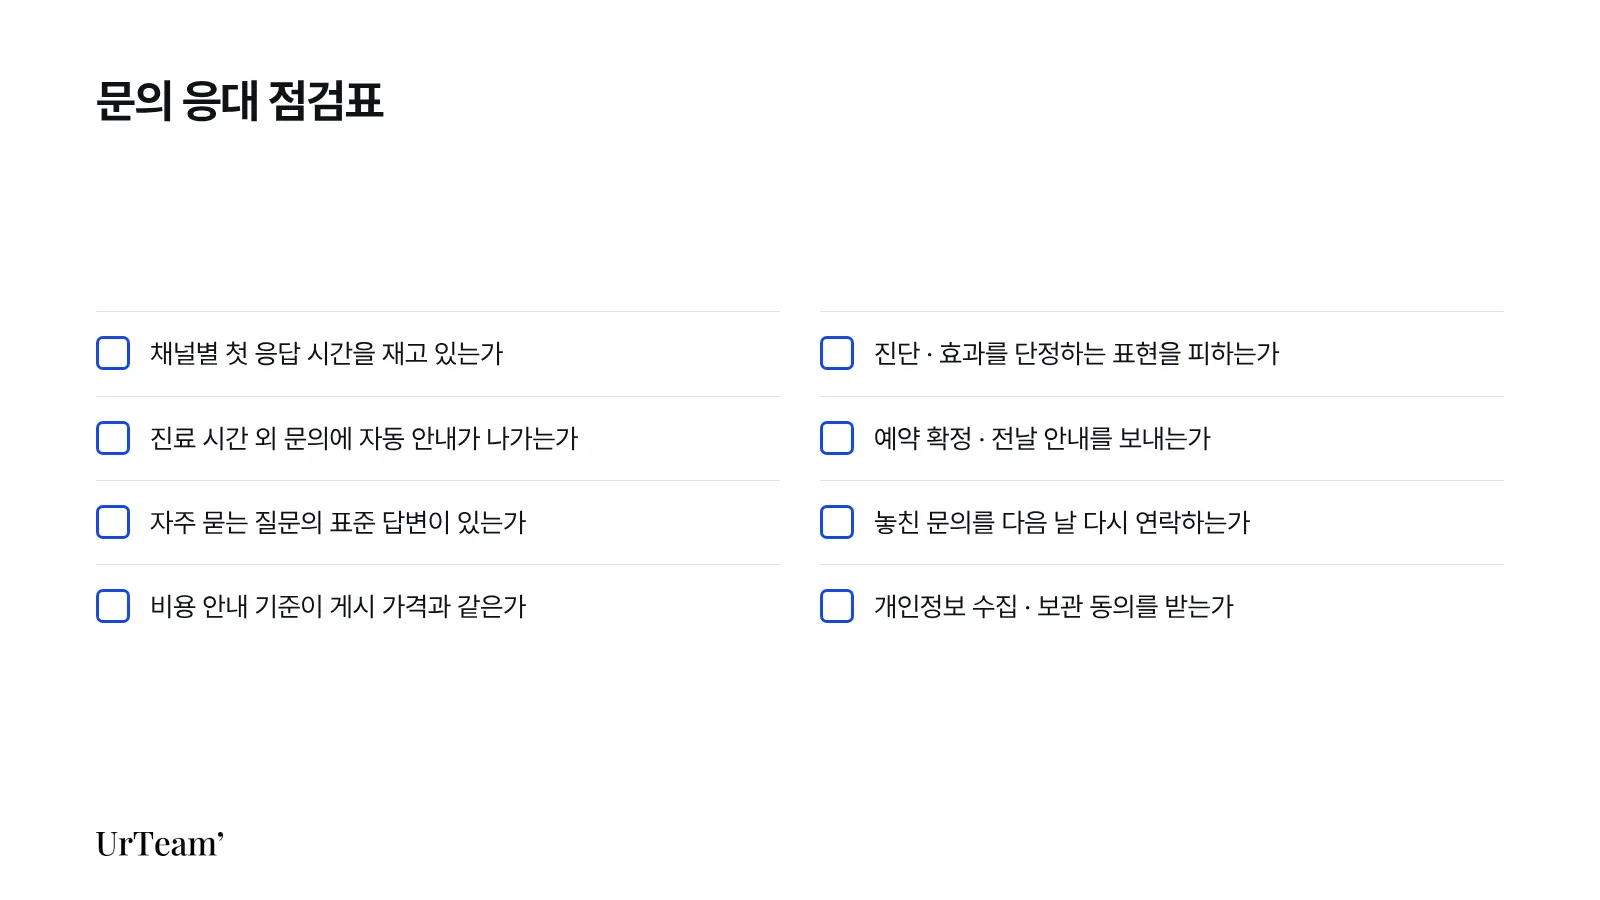 문의 응대 점검표
채널별 첫 응답 시간을 재고 있는가
진료 시간 외 문의에 자동 안내가 나가는가
자주 묻는 질문의 표준 답변이 있는가
비용 안내 기준이 게시 가격과 같은가
진단 · 효과를 단정하는 표현을 피하는가
예약 확정 · 전날 안내를 보내는가
놓친 문의를 다음 날 다시 연락하는가
개인정보 수집 · 보관 동의를 받는가
UrTeam’